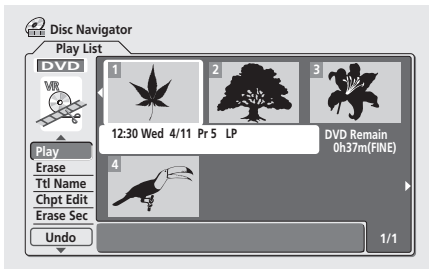 Disc Navigator
Play List
DVD
VR
1
2
3
12:30 Wed 4/11 Pr 5 LP
DVD Remain
0h37m(FINE)
4
Play
Erase
Ttl Name
Chpt Edit
Erase Sec
Undo
1/1